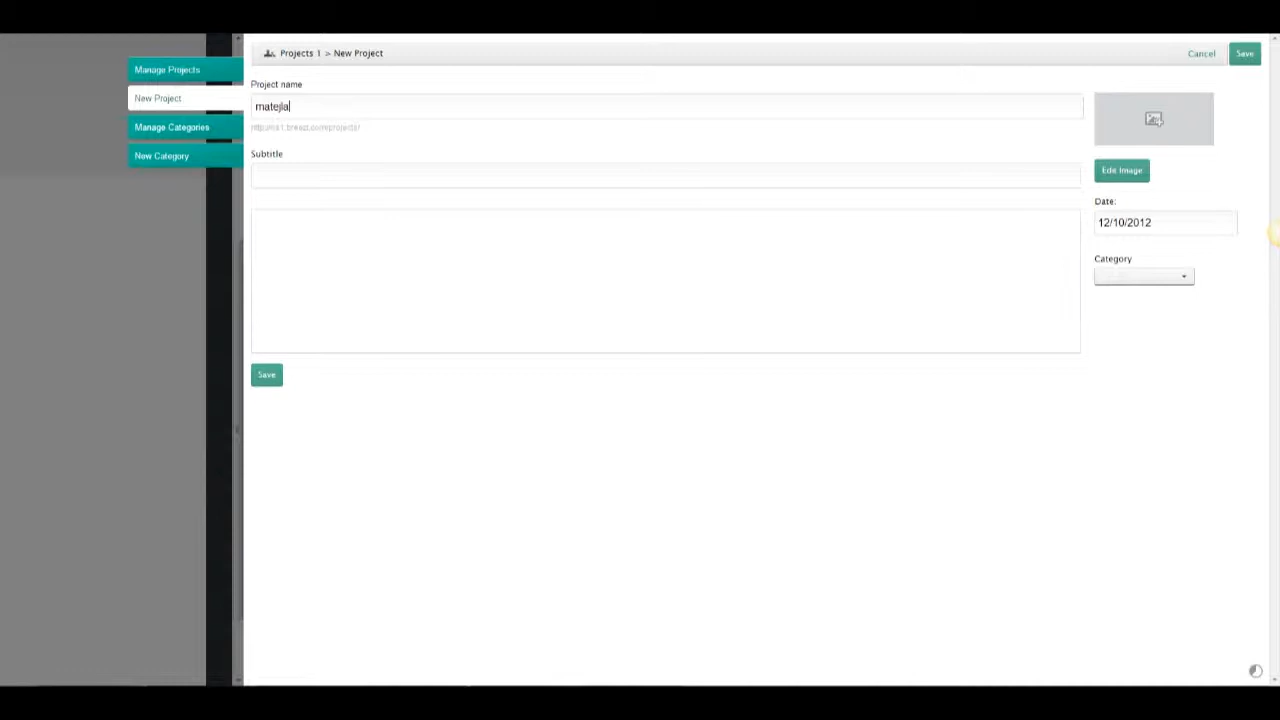 Projects 1 > New Project
Cancel
Save
Manage Projects
New Project
Manage Categories
New Category
Project name
matejla
Subtitle
Edit Image
Date:
12/10/2012
Category
Save